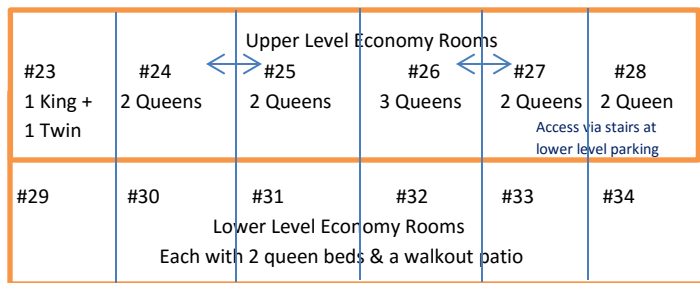 Upper Level Economy Rooms
#23 #24 #25 #26 #27 #28
1 King + 2 Queens 2 Queens 3 Queens 2 Queens 2 Queen
1 Twin
Access via stairs at
lower level parking
#29 #30 #31 #32 #33 #34
Lower Level Economy Rooms
Each with 2 queen beds & a walkout patio